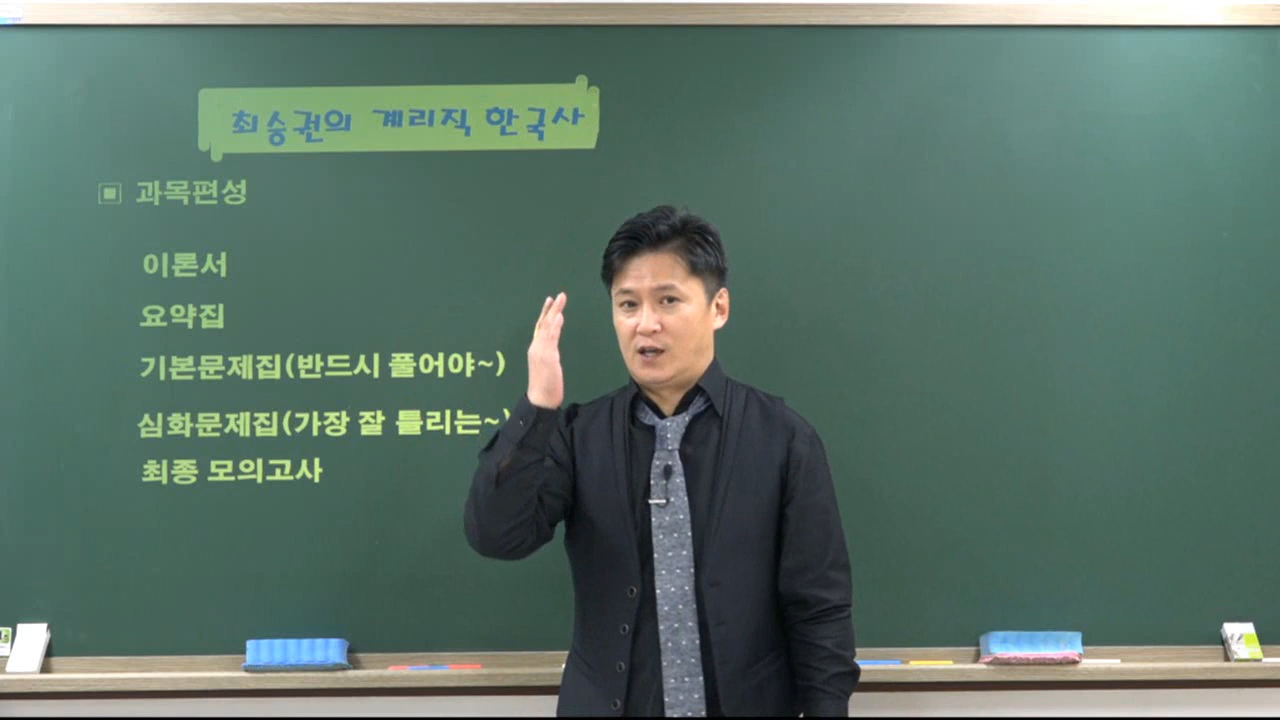 최승권의 계리직 한국사
▣ 과목편성
이론서
요약집
기본문제집(반드시 풀어야~)
심화문제집(가장 잘 틀리는~)
최종 모의고사